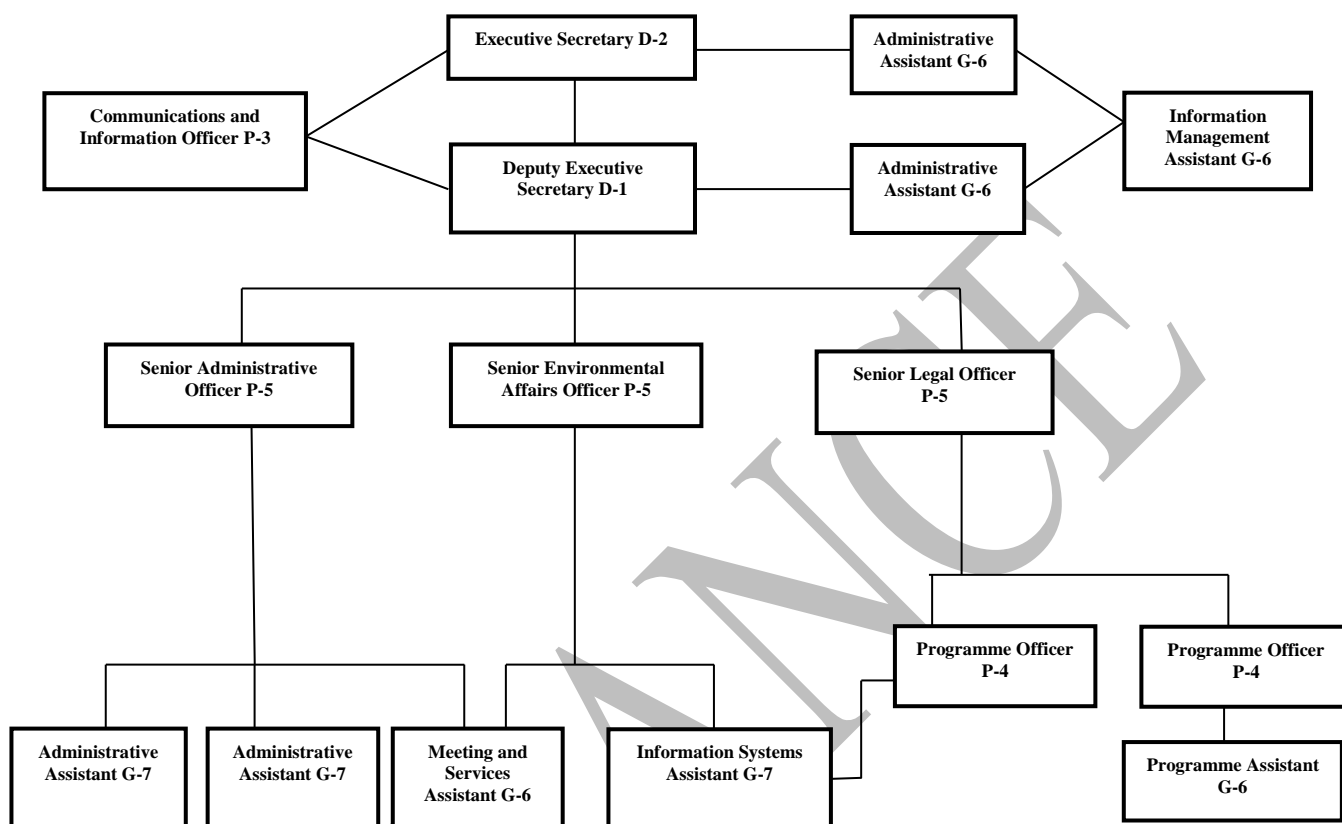 Executive Secretary D-2
Administrative
Assistant G-6
Communications and
Information Officer P-3
Information
Management
Assistant G-6
Deputy Executive
Secretary D-1
Administrative
Assistant G-6
Senior Administrative
Officer P-5
Senior Environmental
Affairs Officer P-5
Senior Legal Officer
P-5
Programme Officer
P-4
Programme Officer
P-4
Administrative
Assistant G-7
Administrative
Assistant G-7
Meeting and
Services
Assistant G-6
Information Systems
Assistant G-7
Programme Assistant
G-6
ANCE